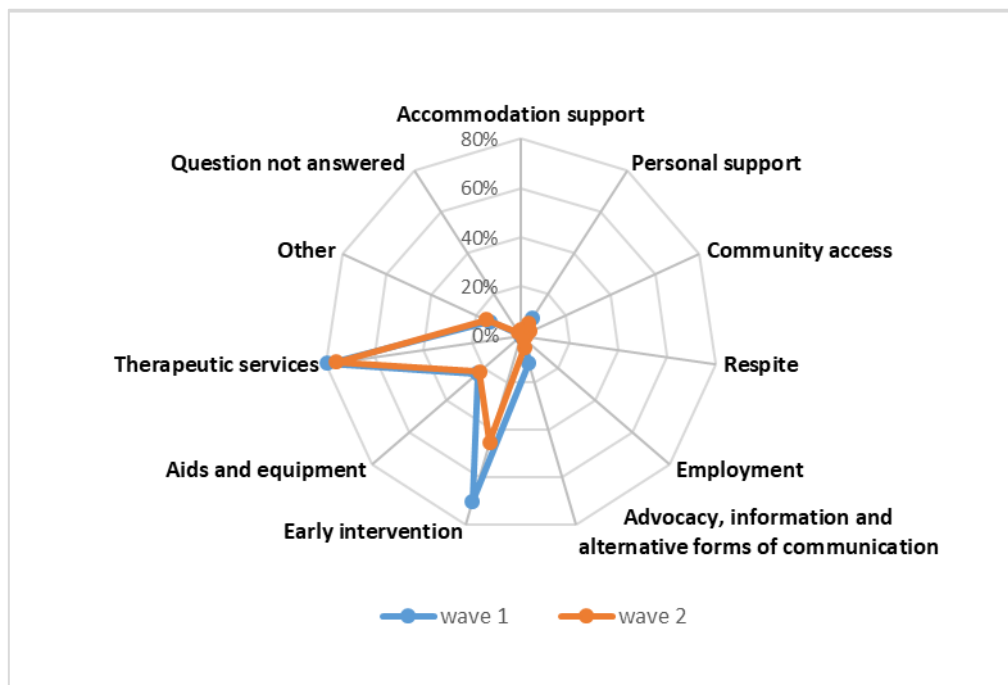 Accommodation support
80%
Question not answered
Personal support
60%
Other
40%
Community access
20%
0%
Therapeutic services
Respite
Aids and equipment
Employment
Early intervention
Advocacy, information and
alternative forms of communication
wave 1
wave 2